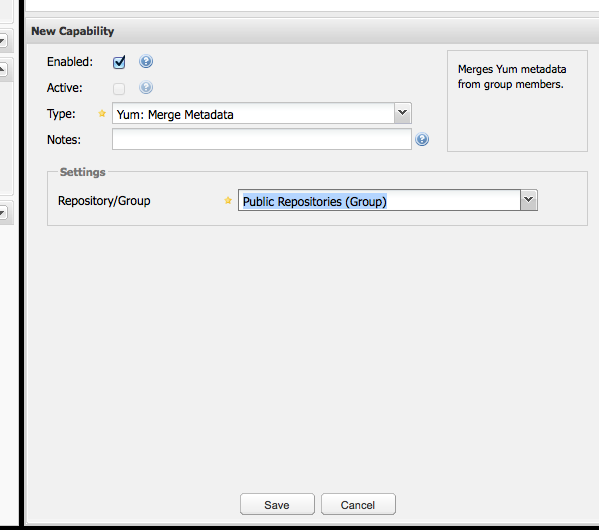 New Capability
Enabled:
Active:
Type: Yum: Merge Metadata
Notes:
Merges Yum metadata
from group members.
Settings
Repository/Group Public Repositories (Group)
Save Cancel